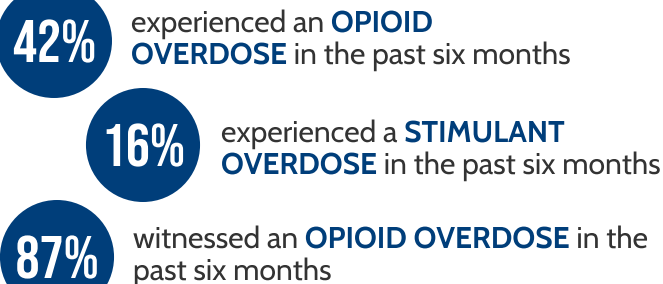 42%
experienced an OPIOID
OVERDOSE in the past six months
16%
experienced a STIMULANT
OVERDOSE in the past six months
87%
witnessed an OPIOID OVERDOSE in the
past six months